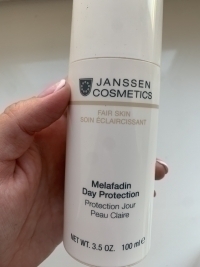 JANSSEN
COSMETICS
FAIR SKIN
SOIN ÉCLAIRCISSANT
Melafadin
Day Protection
Protection Jour
Peau Claire
NET WT. 3.5 OZ. 100 ml e